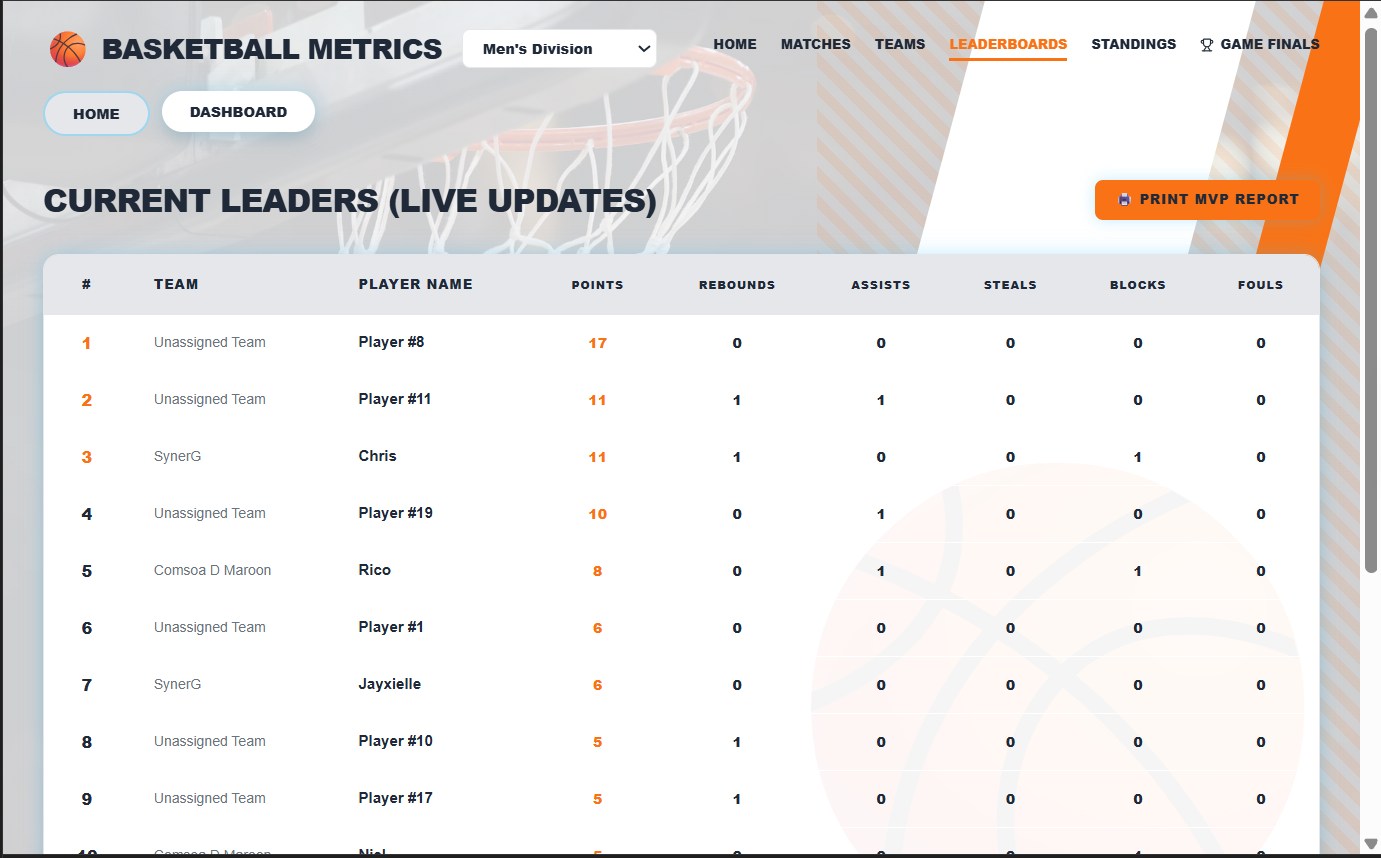 BASKETBALL METRICS
Men's Division
HOME MATCHES TEAMS LEADERBOARDS STANDINGS GAME FINALS
HOME DASHBOARD
CURRENT LEADERS (LIVE UPDATES)
PRINT MVP REPORT
# TEAM PLAYER NAME POINTS REBOUNDS ASSISTS STEALS BLOCKS FOULS
1 Unassigned Team Player #8 17 0 0 0 0 0
2 Unassigned Team Player #11 11 1 1 0 0 0
3 SynerG Chris 11 1 0 0 1 0
4 Unassigned Team Player #19 10 0 1 0 0 0
5 Comsoa D Maroon Rico 8 0 1 0 1 0
6 Unassigned Team Player #1 6 0 0 0 0 0
7 SynerG Jayxielle 6 0 0 0 0 0
8 Unassigned Team Player #10 5 1 0 0 0 0
9 Unassigned Team Player #17 5 1 0 0 0 0
10 Comsoa D Maroon